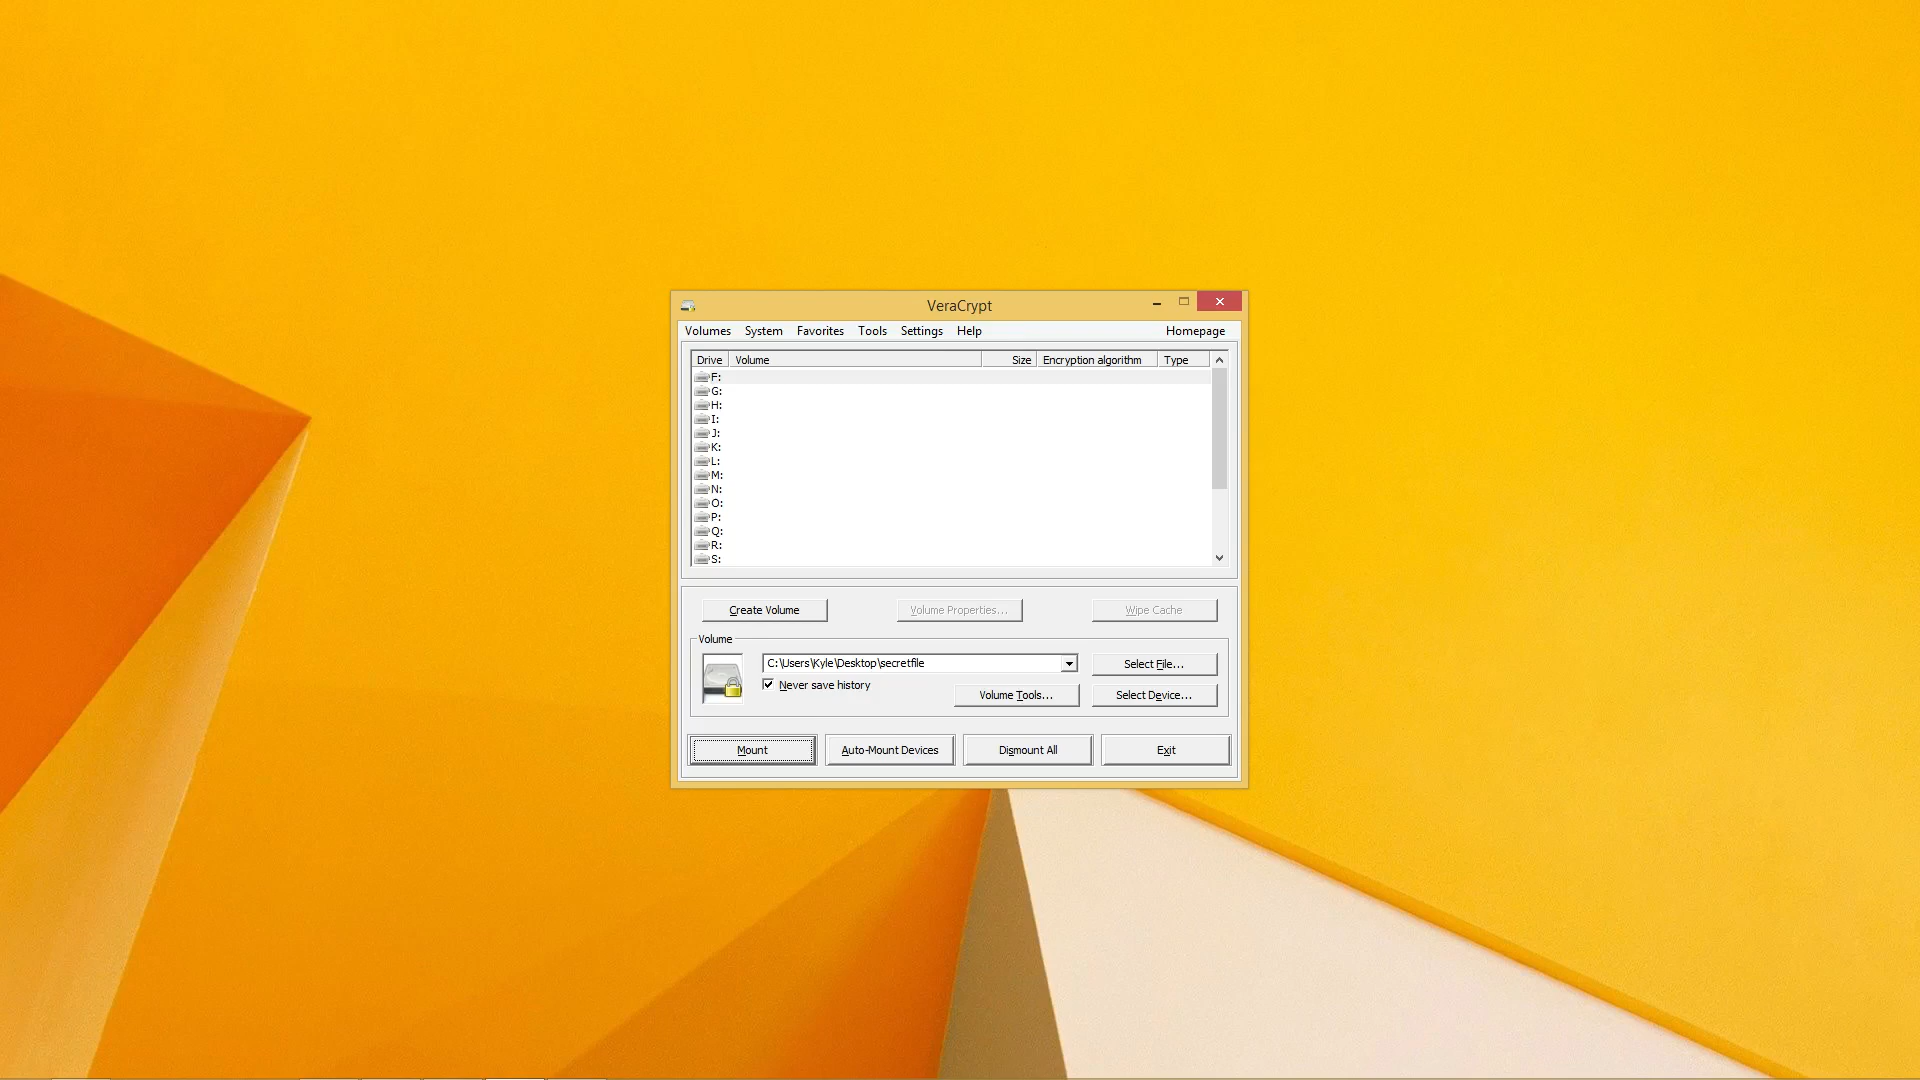 VeraCrypt
Volumes System Favorites Tools Settings Help Homepage
Drive Volume Size Encryption algorithm Type
F:
G:
H:
I:
J:
K:
L:
M:
N:
O:
P:
Q:
R:
S:
Create Volume Volume Properties... Wipe Cache
Volume
C:\Users\Kyle\Desktop\secretfile Select File...
Never save history
Volume Tools... Select Device...
Mount Auto-Mount Devices Dismount All Exit